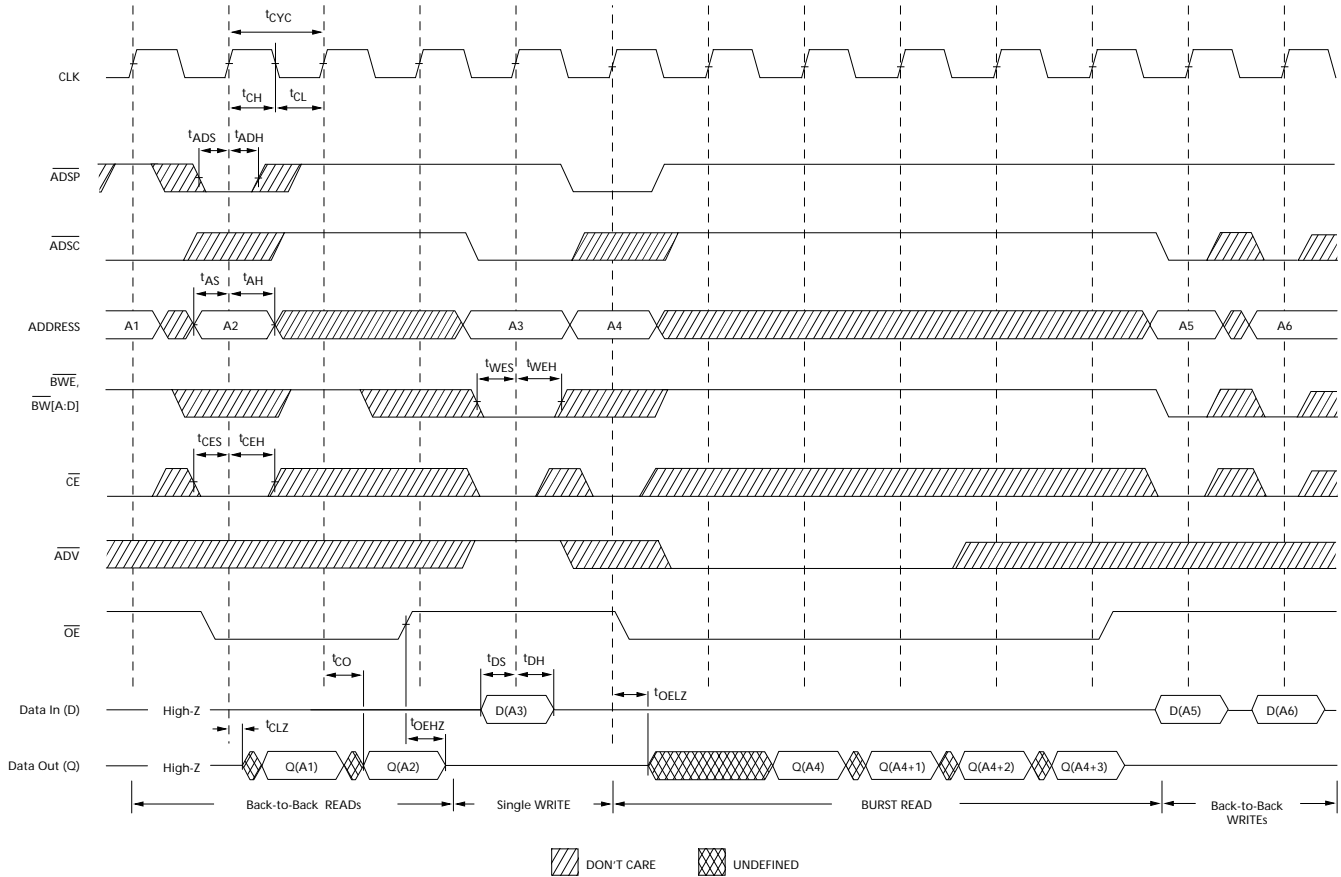 tCYC
CLK
tCH
tCL
tADS
tADH
ADSP
ADSC
tAS
tAH
ADDRESS
A1
A2
A3
A4
A5
A6
tWES
tWEH
BWE,
BW[A:D]
tCES
tCEH
CE
ADV
OE
tCO
tDS
tDH
tOELZ
Data In (D)
High-Z
D(A3)
D(A5)
D(A6)
tCLZ
tOEHZ
Data Out (Q)
High-Z
Q(A1)
Q(A2)
Q(A4)
Q(A4+1)
Q(A4+2)
Q(A4+3)
Back-to-Back READs
Single WRITE
BURST READ
Back-to-Back
WRITEs
DON'T CARE
UNDEFINED